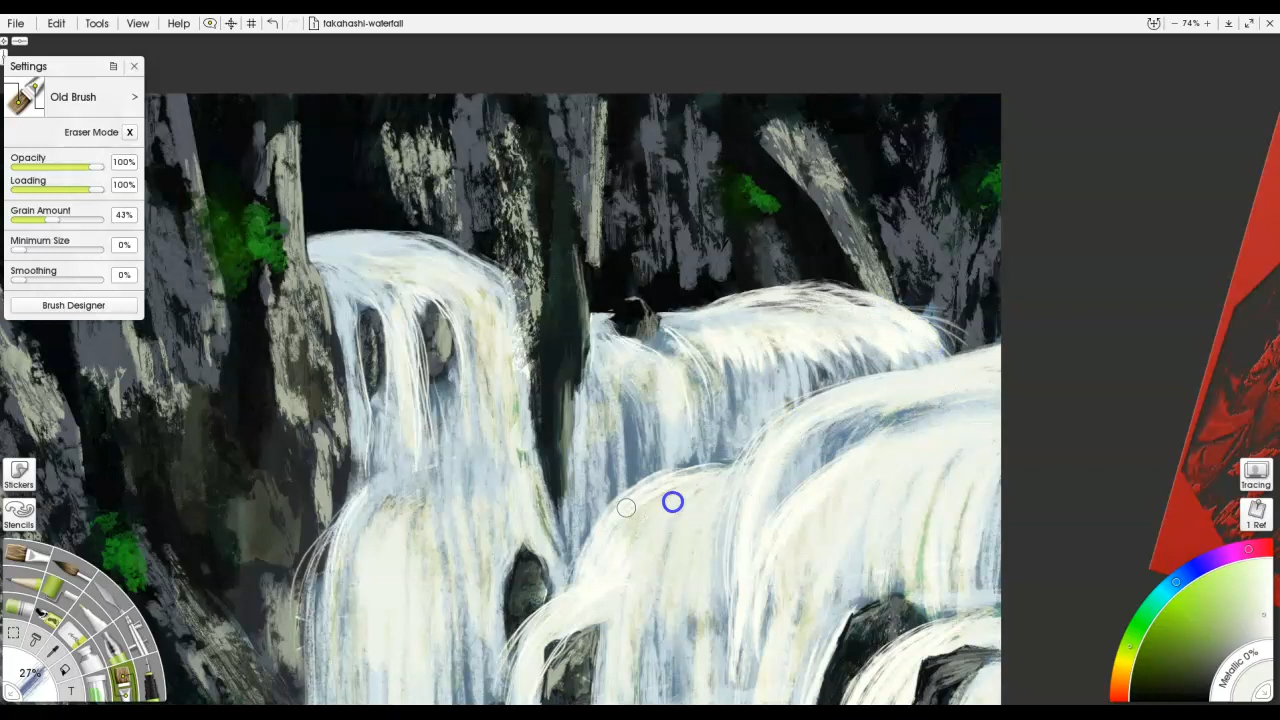 File Edit Tools View Help takahashi-waterfall − 74% +
Settings
Old Brush >
Eraser Mode X
Opacity 100%
Loading 100%
Grain Amount 43%
Minimum Size 0%
Smoothing 0%
Brush Designer
Stickers
Stencils
27%
T
Tracing
1 Ref
Metallic 0%